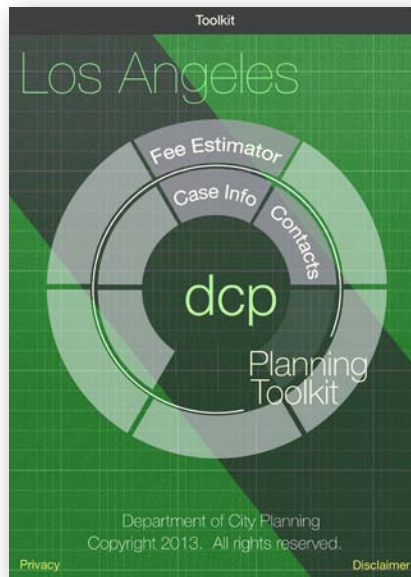 Toolkit
Los Angeles
Fee Estimator
Case Info
Contacts
dcp
Planning
Toolkit
Department of City Planning
Copyright 2013.  All rights reserved.
Privacy
Disclaimer